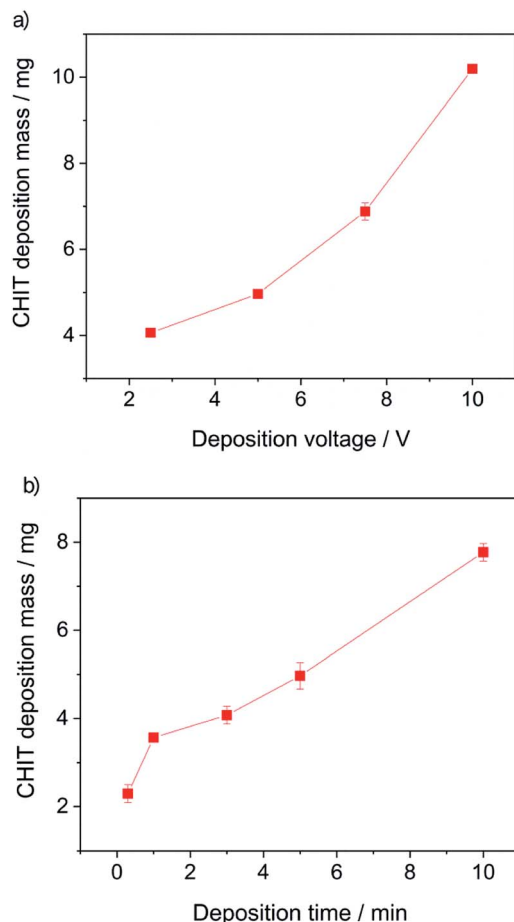 a)
10
8
6
4
CHIT deposition mass / mg
2 4 6 8 10
Deposition voltage / V
b)
8
6
4
2
CHIT deposition mass / mg
0 2 4 6 8 10
Deposition time / min